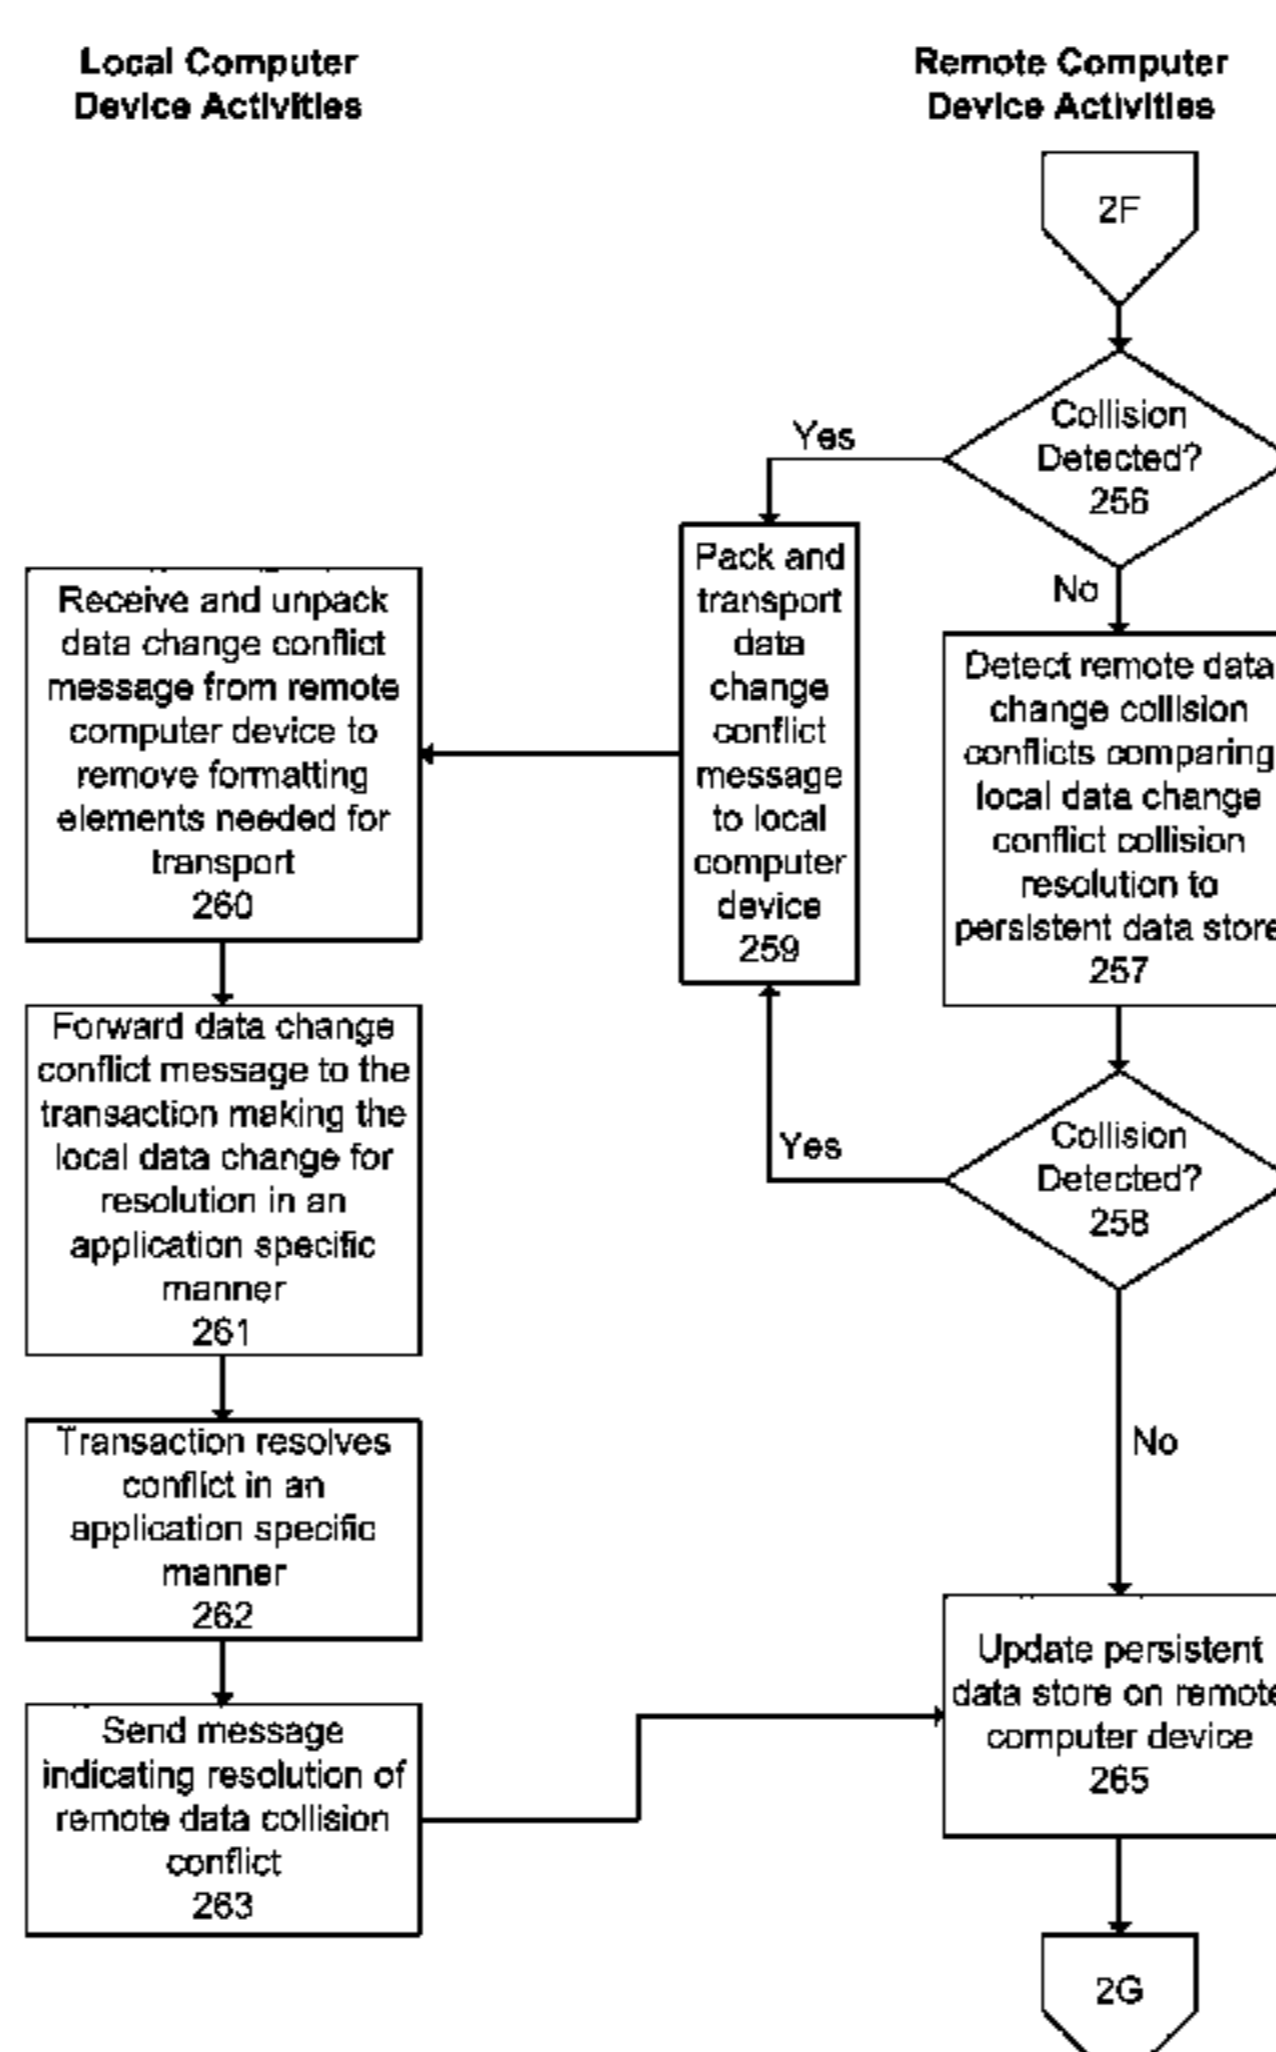 Local Computer
Device Activities
Remote Computer
Device Activities
2F
Collision
Detected?
256
Yes
No
Pack and
transport
data
change
conflict
message
to local
computer
device
259
Receive and unpack
data change conflict
message from remote
computer device to
remove formatting
elements needed for
transport
260
Detect remote data
change collision
conflicts comparing
local data change
conflict collision
resolution to
persistent data store
257
Forward data change
conflict message to the
transaction making the
local data change for
resolution in an
application specific
manner
261
Collision
Detected?
258
Yes
No
Transaction resolves
conflict in an
application specific
manner
262
Update persistent
data store on remote
computer device
265
Send message
indicating resolution of
remote data collision
conflict
263
2G